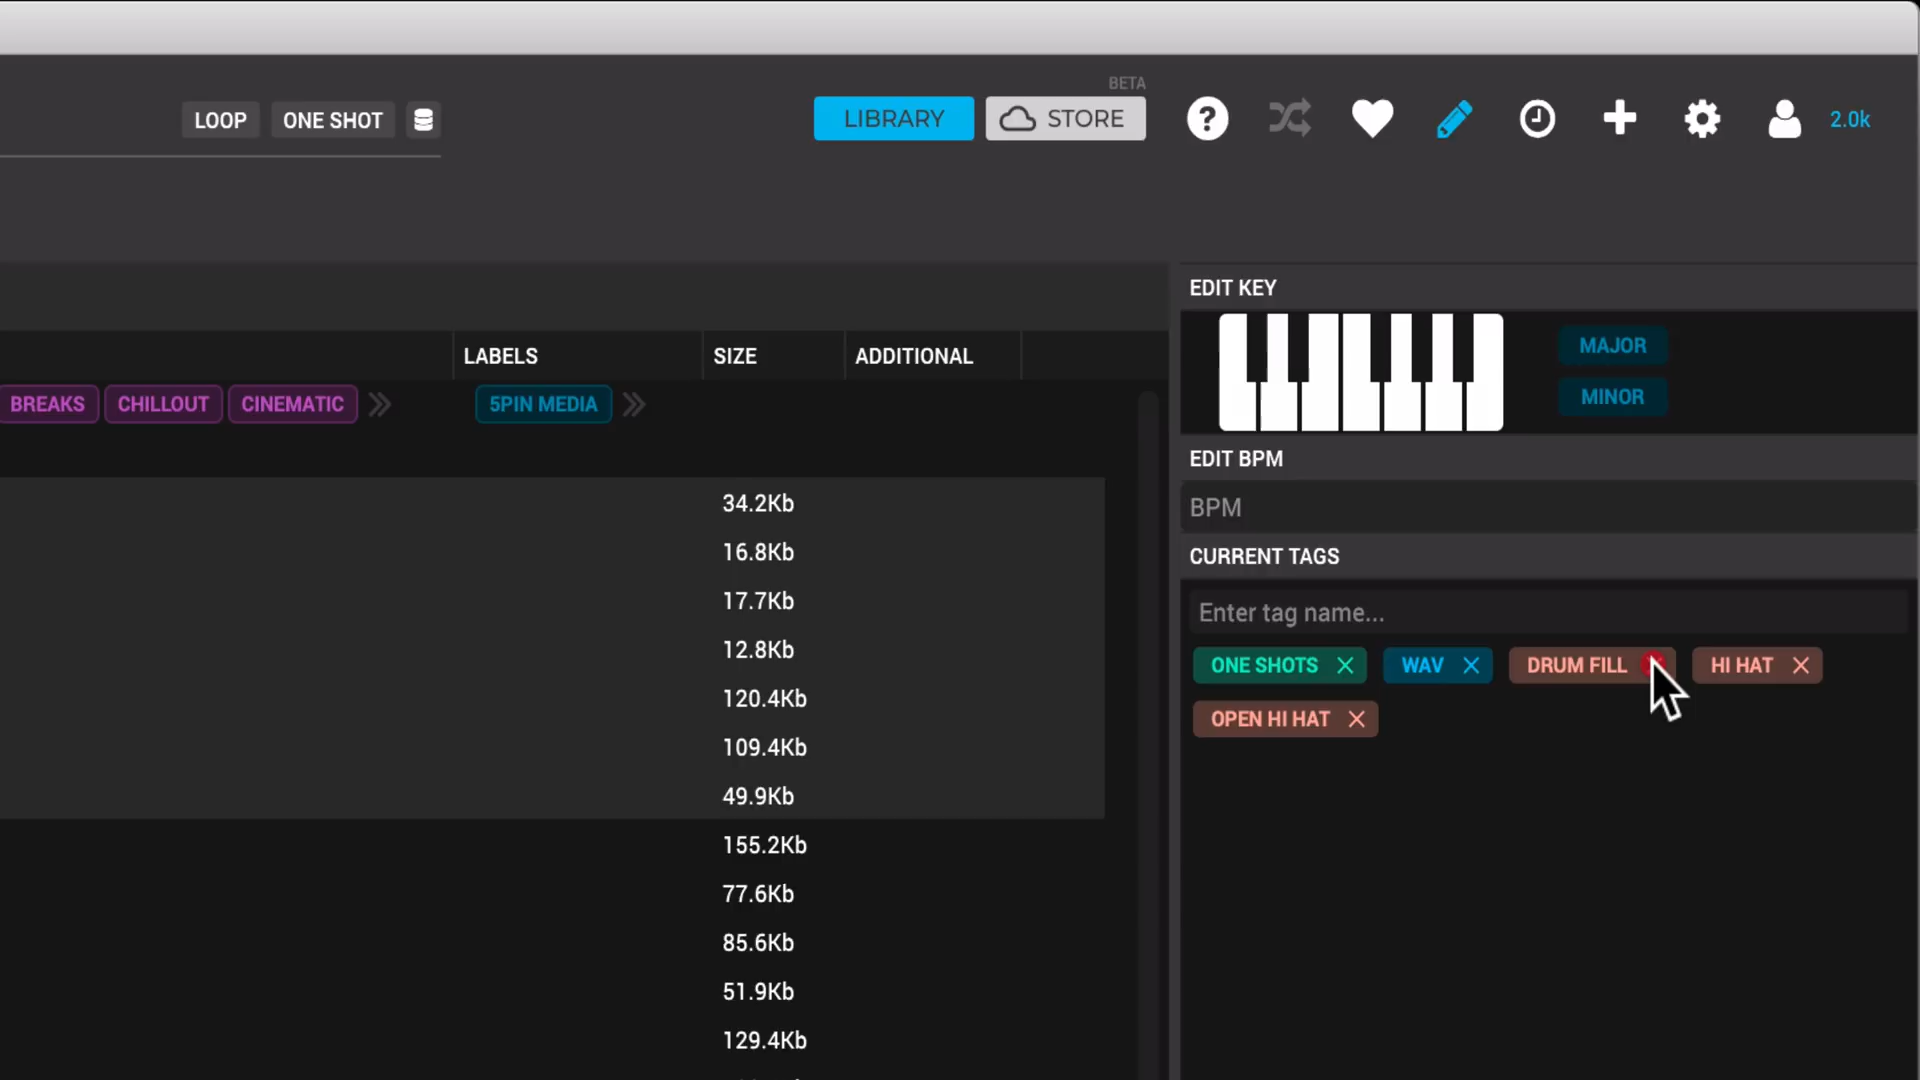 BETA
LOOP ONE SHOT LIBRARY STORE ? 2.0k
EDIT KEY
MAJOR
LABELS SIZE ADDITIONAL
MINOR
BREAKS CHILLOUT CINEMATIC 5PIN MEDIA
EDIT BPM
34.2Kb
BPM
16.8Kb
CURRENT TAGS
17.7Kb
Enter tag name...
12.8Kb
ONE SHOTS WAV DRUM FILL HI HAT
120.4Kb
OPEN HI HAT
109.4Kb
49.9Kb
155.2Kb
77.6Kb
85.6Kb
51.9Kb
129.4Kb